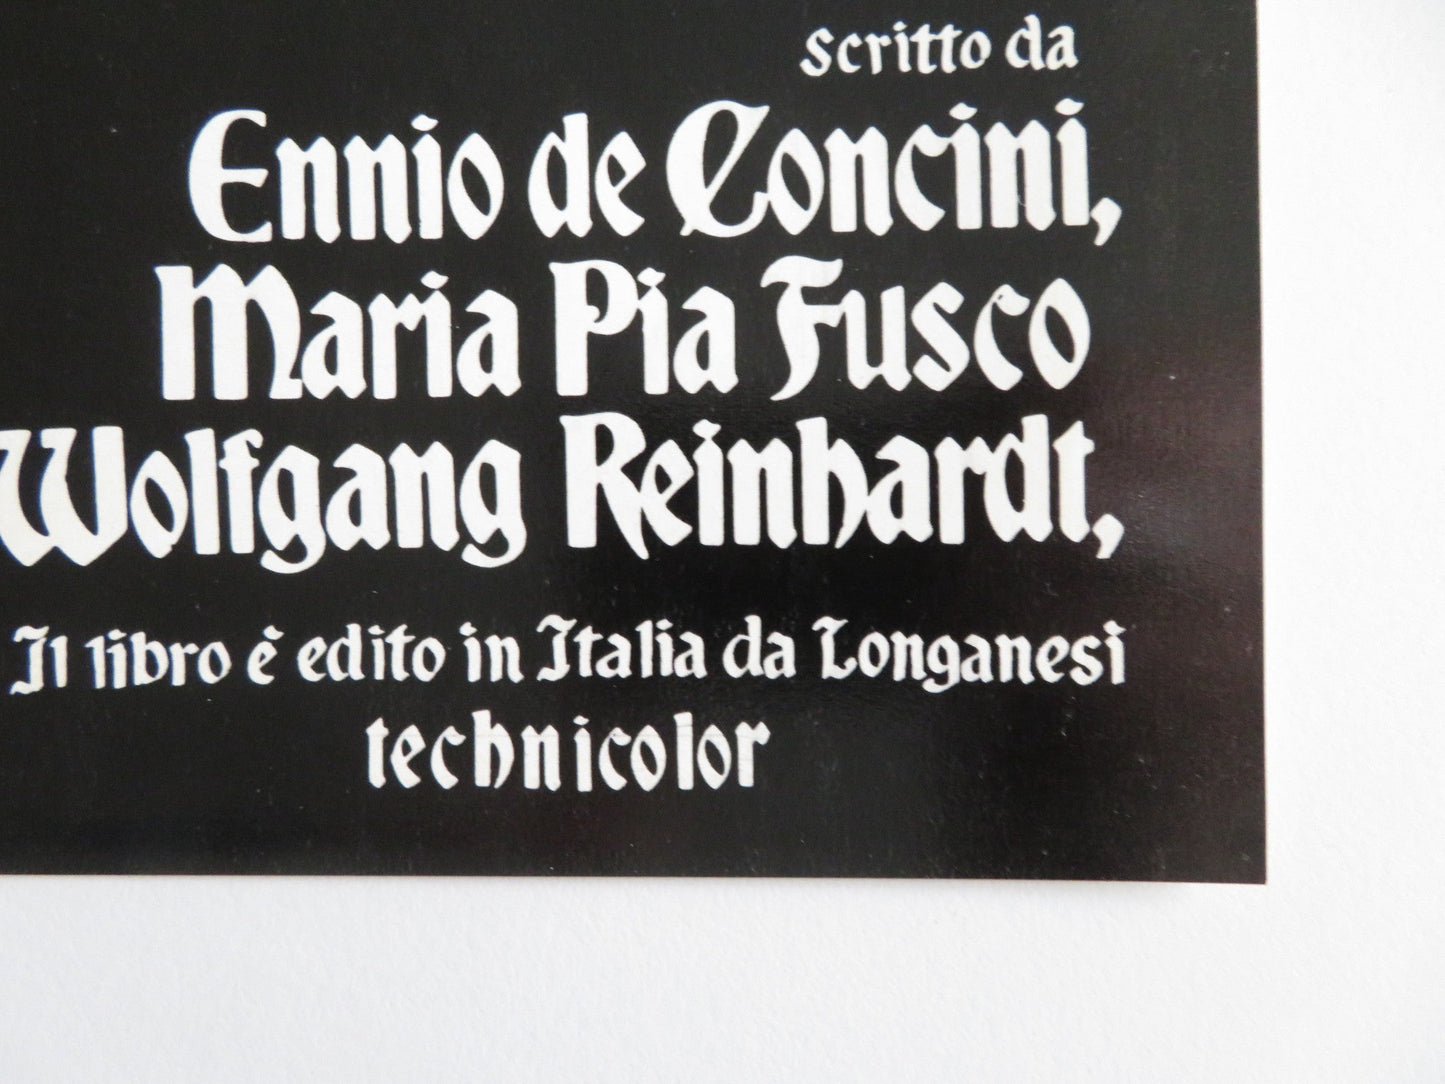 scritto da
Ennio de Concini,
Maria Pia Fusco
Wolfgang Reinhardt,
Il libro é edito in Italia da Longanesi
technicolor